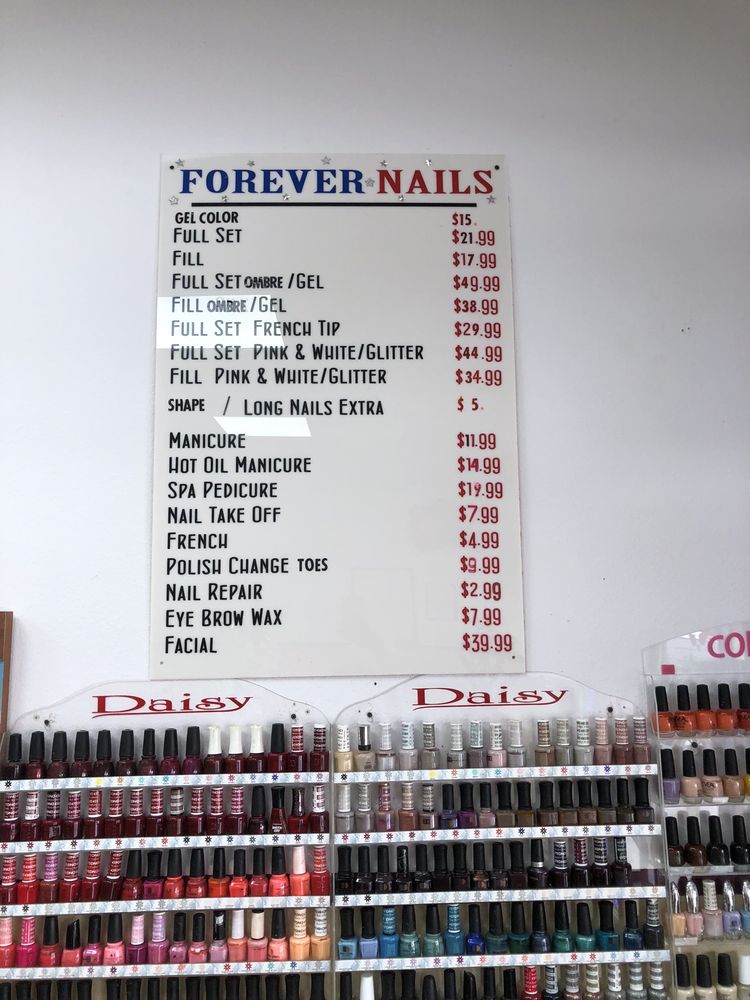 FOREVER NAILS
GEL COLOR $15.
FULL SET $21.99
FILL $17.99
FULL SET OMBRE /GEL $49.99
FILL OMBRE /GEL $38.99
FULL SET FRENCH TIP $29.99
FULL SET PINK & WHITE/GLITTER $44.99
FILL PINK & WHITE/GLITTER $34.99
SHAPE / LONG NAILS EXTRA $ 5.
MANICURE $11.99
HOT OIL MANICURE $14.99
SPA PEDICURE $19.99
NAIL TAKE OFF $7.99
FRENCH $4.99
POLISH CHANGE TOES $9.99
NAIL REPAIR $2.99
EYE BROW WAX $7.99
FACIAL $39.99
Daisy Daisy